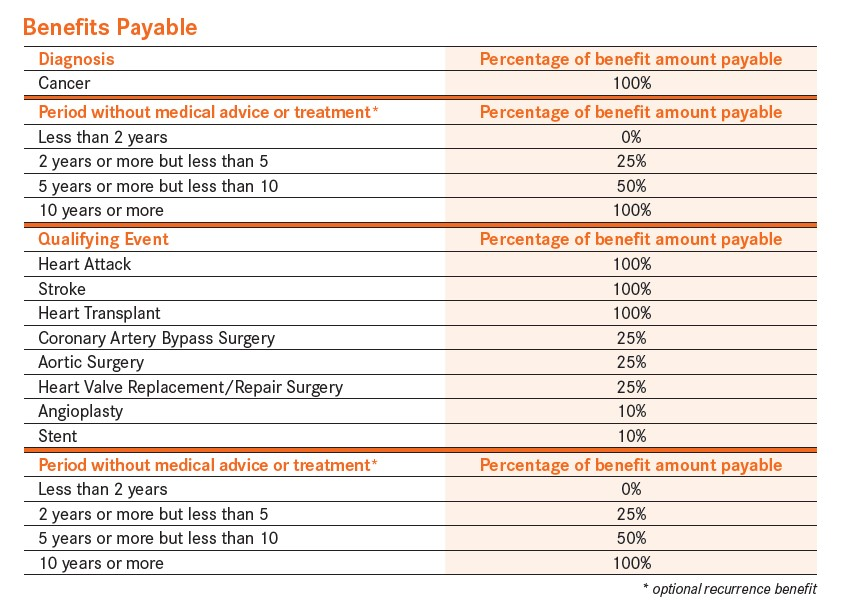 Benefits Payable
Diagnosis Percentage of benefit amount payable
Cancer 100%
Period without medical advice or treatment* Percentage of benefit amount payable
Less than 2 years 0%
2 years or more but less than 5 25%
5 years or more but less than 10 50%
10 years or more 100%
Qualifying Event Percentage of benefit amount payable
Heart Attack 100%
Stroke 100%
Heart Transplant 100%
Coronary Artery Bypass Surgery 25%
Aortic Surgery 25%
Heart Valve Replacement/Repair Surgery 25%
Angioplasty 10%
Stent 10%
Period without medical advice or treatment* Percentage of benefit amount payable
Less than 2 years 0%
2 years or more but less than 5 25%
5 years or more but less than 10 50%
10 years or more 100%
* optional recurrence benefit